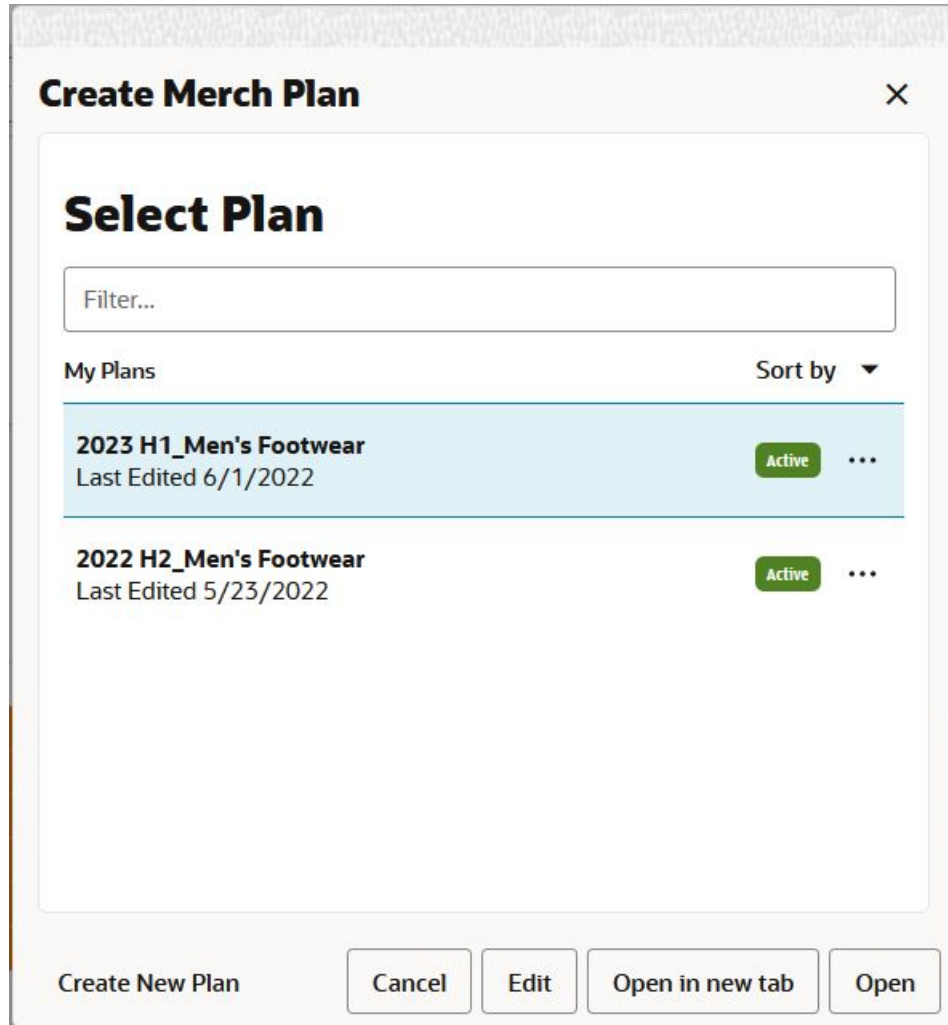 Create Merch Plan
Select Plan
Filter...
My Plans
Sort by
2023 H1_Men's Footwear
Last Edited 6/1/2022
Active
2022 H2_Men's Footwear
Last Edited 5/23/2022
Active
Create New Plan
Cancel
Edit
Open in new tab
Open